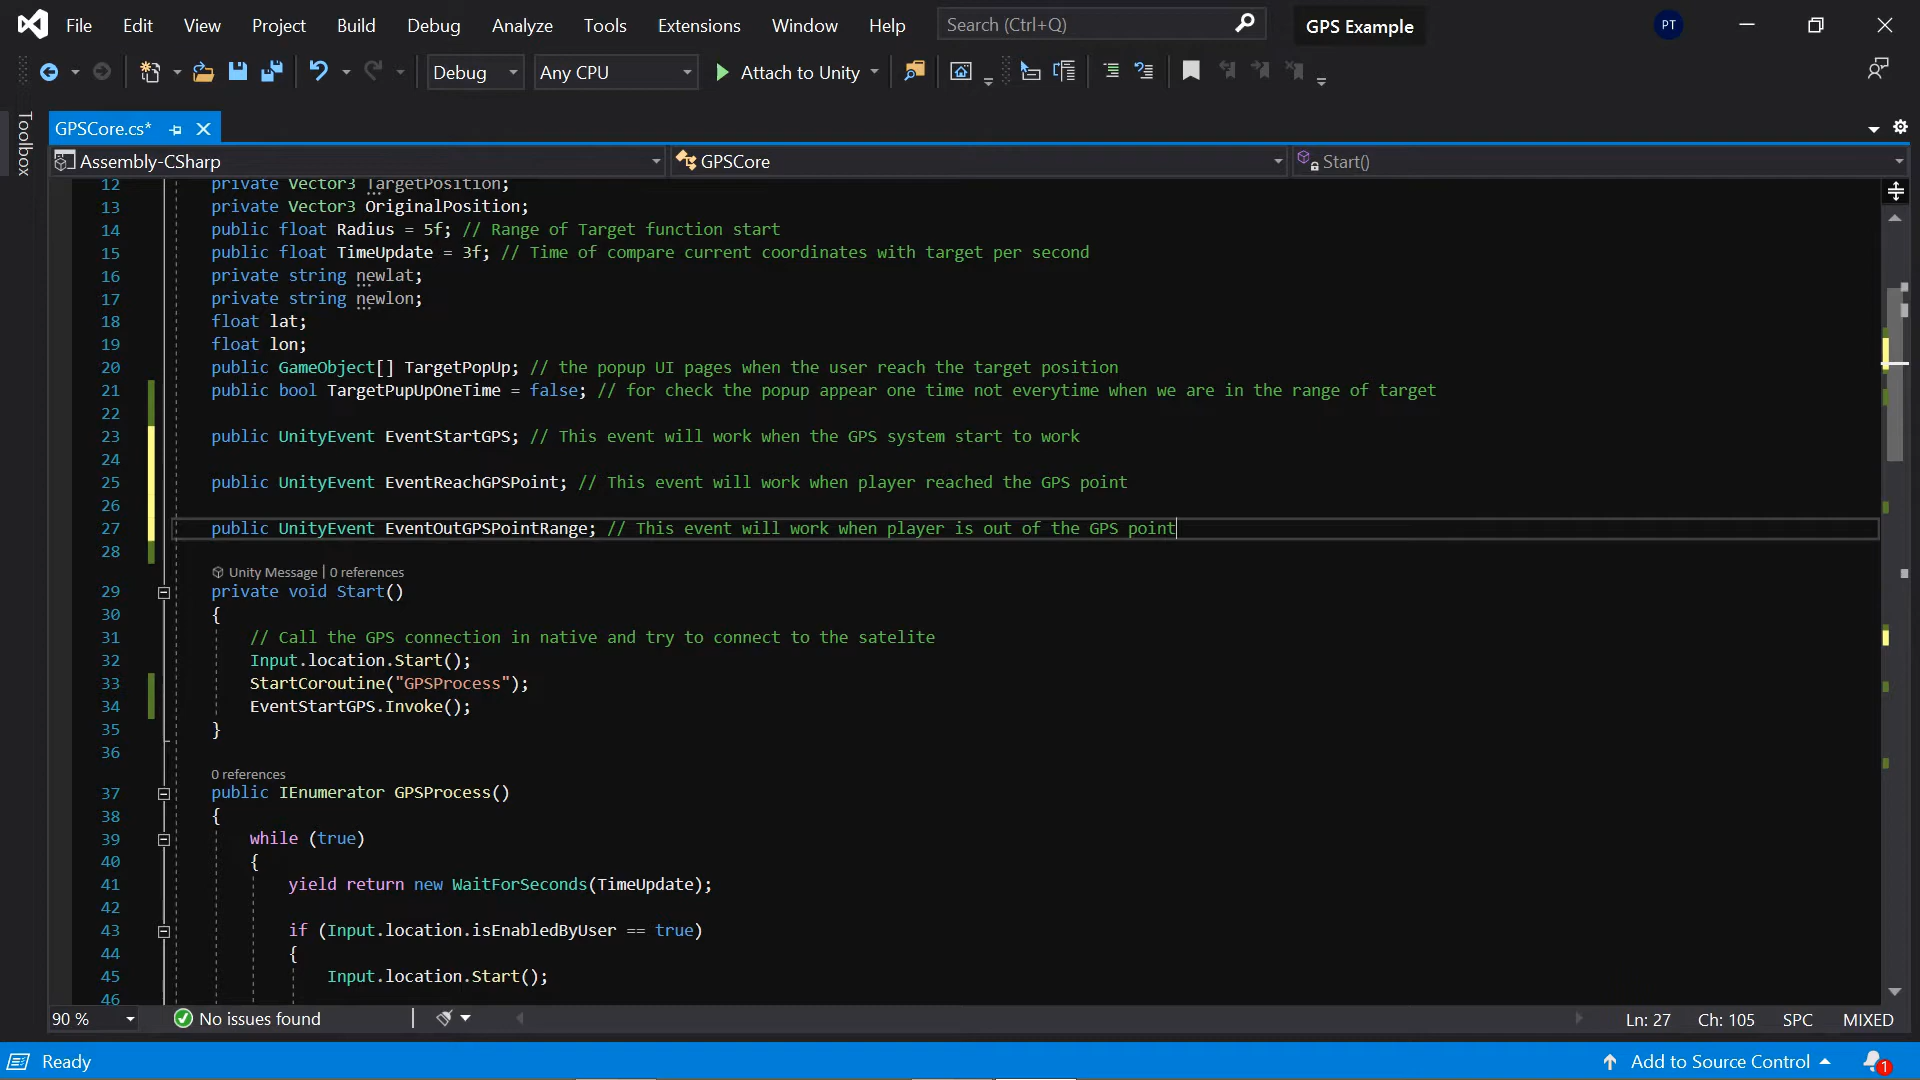 File Edit View Project Build Debug Analyze Tools Extensions Window Help Search (Ctrl+Q) GPS Example PT
Debug Any CPU Attach to Unity
Toolbox
GPSCore.cs*
Assembly-CSharp GPSCore Start()
12 private Vector3 TargetPosition;
13 private Vector3 OriginalPosition;
14 public float Radius = 5f; // Range of Target function start
15 public float TimeUpdate = 3f; // Time of compare current coordinates with target per second
16 private string newlat;
17 private string newlon;
18 float lat;
19 float lon;
20 public GameObject[] TargetPopUp; // the popup UI pages when the user reach the target position
21 public bool TargetPupUpOneTime = false; // for check the popup appear one time not everytime when we are in the range of target
22
23 public UnityEvent EventStartGPS; // This event will work when the GPS system start to work
24
25 public UnityEvent EventReachGPSPoint; // This event will work when player reached the GPS point
26
27 public UnityEvent EventOutGPSPointRange; // This event will work when player is out of the GPS point
28
Unity Message | 0 references
29 private void Start()
30 {
31 // Call the GPS connection in native and try to connect to the satelite
32 Input.location.Start();
33 StartCoroutine("GPSProcess");
34 EventStartGPS.Invoke();
35 }
36
0 references
37 public IEnumerator GPSProcess()
38 {
39 while (true)
40 {
41 yield return new WaitForSeconds(TimeUpdate);
42
43 if (Input.location.isEnabledByUser == true)
44 {
45 Input.location.Start();
46
90 % No issues found Ln: 27 Ch: 105 SPC MIXED
Ready Add to Source Control 1